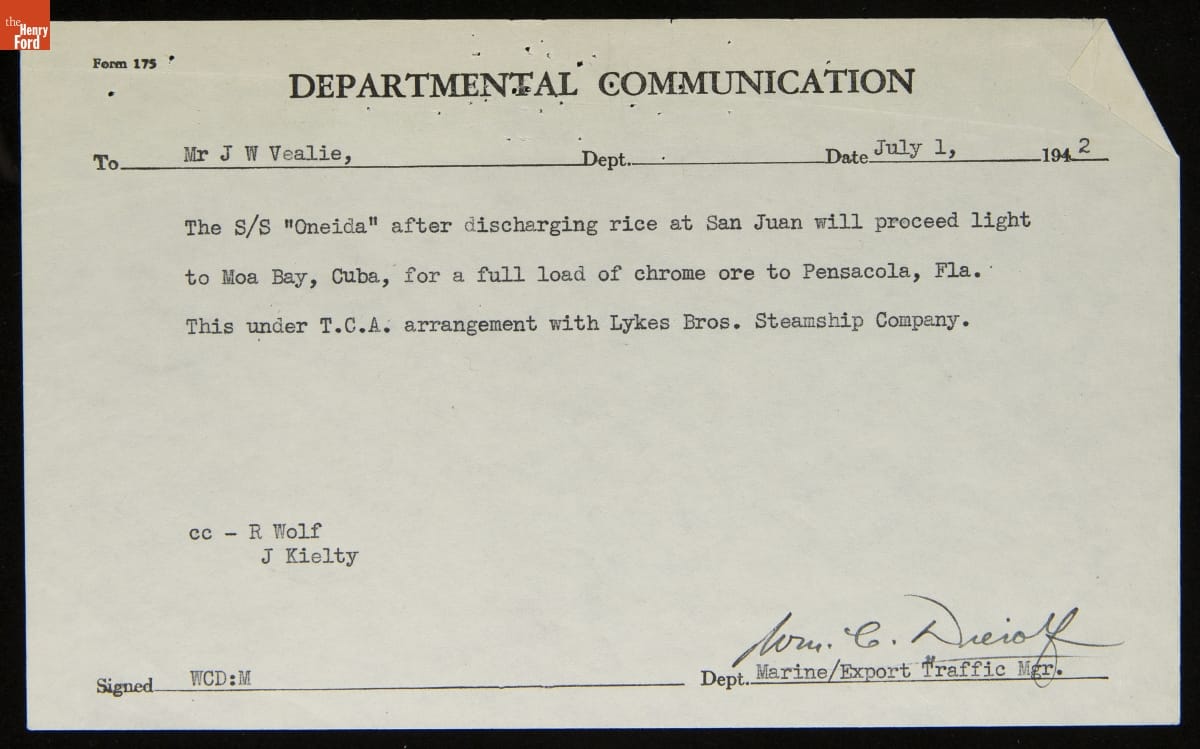 the
Henry
Ford
Form 175
DEPARTMENTAL COMMUNICATION
To Mr J W Vealie, Dept. Date July 1, 1942
The S/S "Oneida" after discharging rice at San Juan will proceed light
to Moa Bay, Cuba, for a full load of chrome ore to Pensacola, Fla.
This under T.C.A. arrangement with Lykes Bros. Steamship Company.
cc - R Wolf
J Kielty
Wm. C. Dierolf
Signed WCD:M Dept. Marine/Export Traffic Mgr.